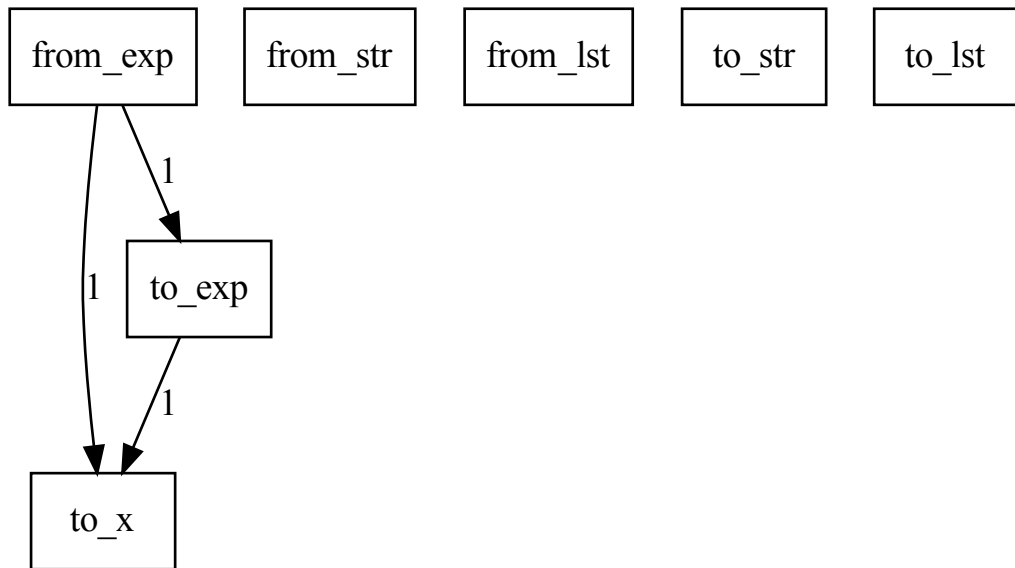 from_exp
from_str
from_lst
to_str
to_lst
1
to_exp
1
1
to_x